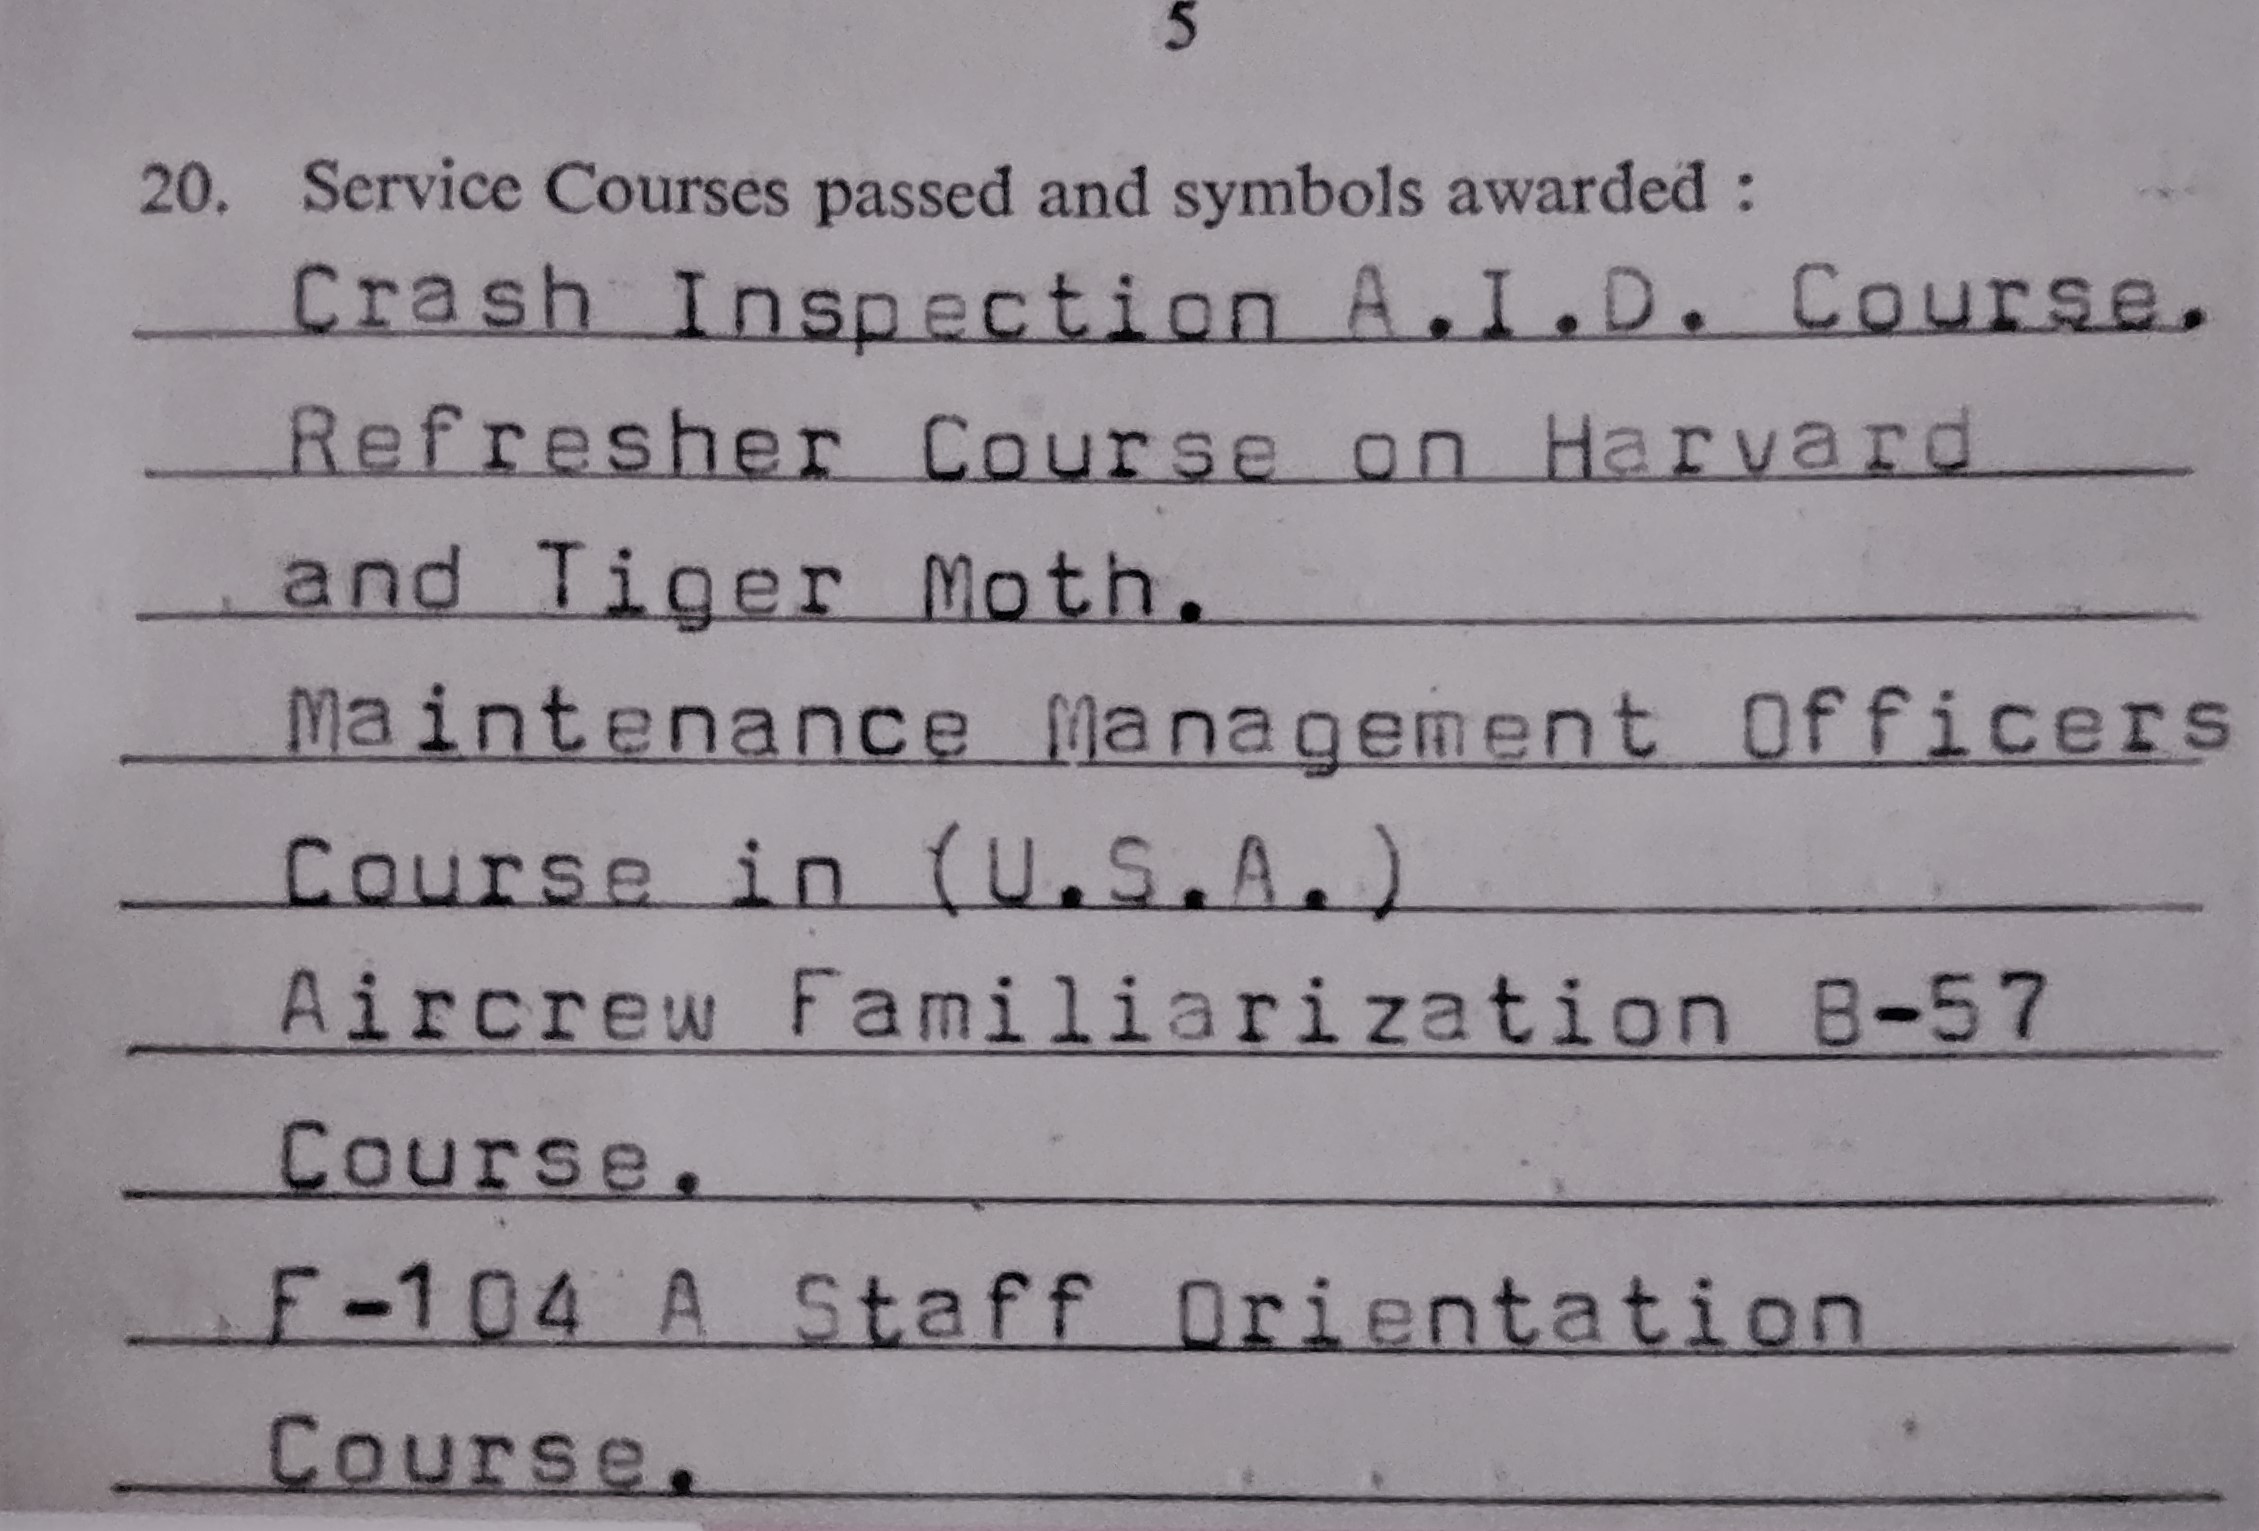 5
20. Service Courses passed and symbols awarded :
Crash Inspection A.I.D. Course.
Refresher Course on Harvard
and Tiger Moth.
Maintenance Management Officers
Course in (U.S.A.)
Aircrew Familiarization B-57
Course.
F-104 A Staff Orientation
Course.